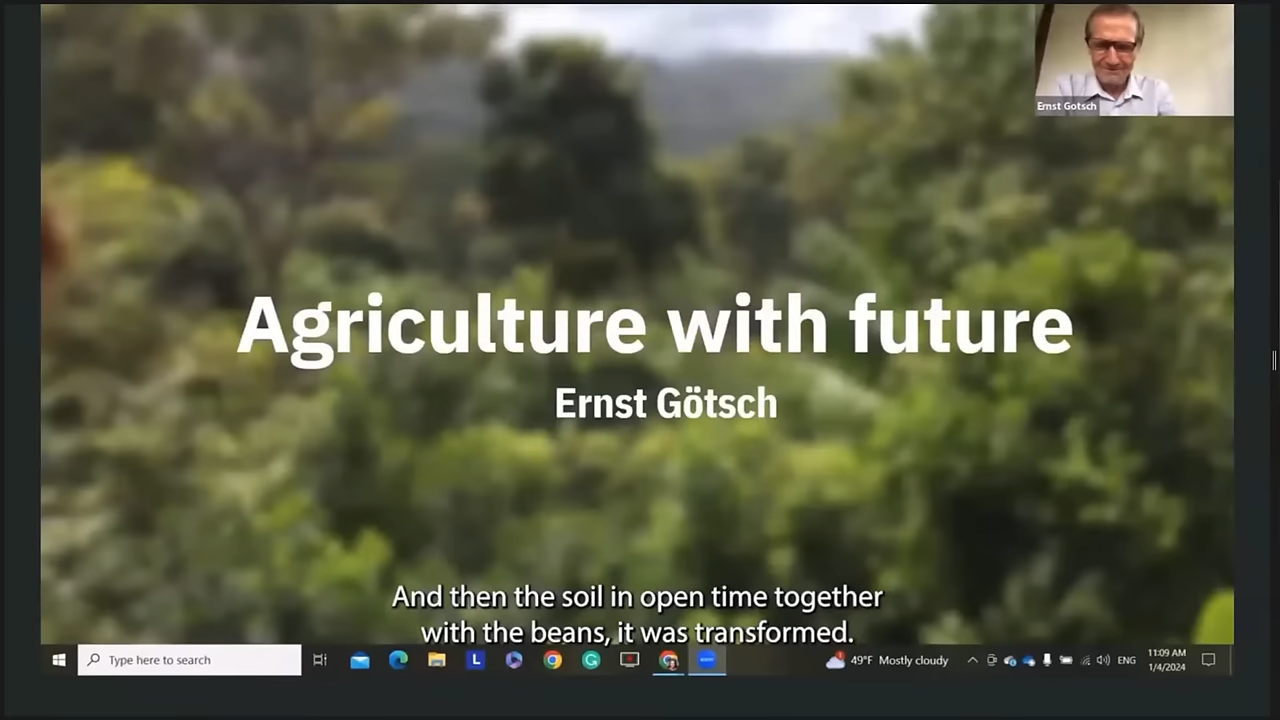 Ernst Gotsch
Agriculture with future
Ernst Götsch
And then the soil in open time together
with the beans, it was transformed.
Type here to search
L
49°F Mostly cloudy
ENG
11:09 AM
1/4/2024